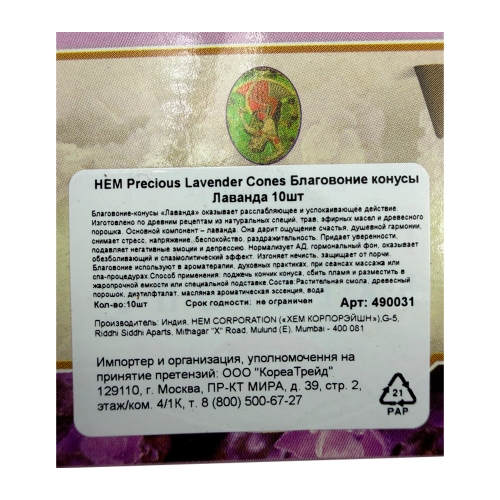 HEM Precious Lavender Cones Благовоние конусы
Лаванда 10шт
Благовоние-конусы «Лаванда» оказывает расслабляющее и успокаивающее действие.
Изготовлено по древним рецептам из натуральных специй, трав, эфирных масел и древесного
порошка. Основной компонент – лаванда. Она дарит ощущение счастья, душевной гармонии,
снимает стресс, напряжение, беспокойство, раздражительность. Придает уверенности,
подавляет негативные эмоции и депрессию. Нормализует АД, гормональный фон, оказывает
обезболивающий и спазмолитический эффект. Изгоняет нечисть, защищает от порчи.
Благовоние используют в ароматерапии, духовных практиках, при сеансах массажа или
спа-процедурах.Способ применения: поджечь кончик конуса, сбить пламя и разместить в
жаропрочной емкости или специальной подставке.Состав:Растительная смола, древесный
порошок, диэтилфталат, масляная ароматическая эссенция, вода
Кол-во:10шт Срок годности: не ограничен Арт: 490031
Производитель: Индия, HEM CORPORATION («ХЕМ КОРПОРЭЙШН»),G-5,
Riddhi Siddhi Aparts, Mithagar "X" Road, Mulund (E), Mumbai - 400 081
Импортер и организация, уполномочення на
принятие претензий: ООО "КореаТрейд"
129110, г. Москва, ПР-КТ МИРА, д. 39, стр. 2,
этаж/ком. 4/1К, т. 8 (800) 500-67-27
21
PAP